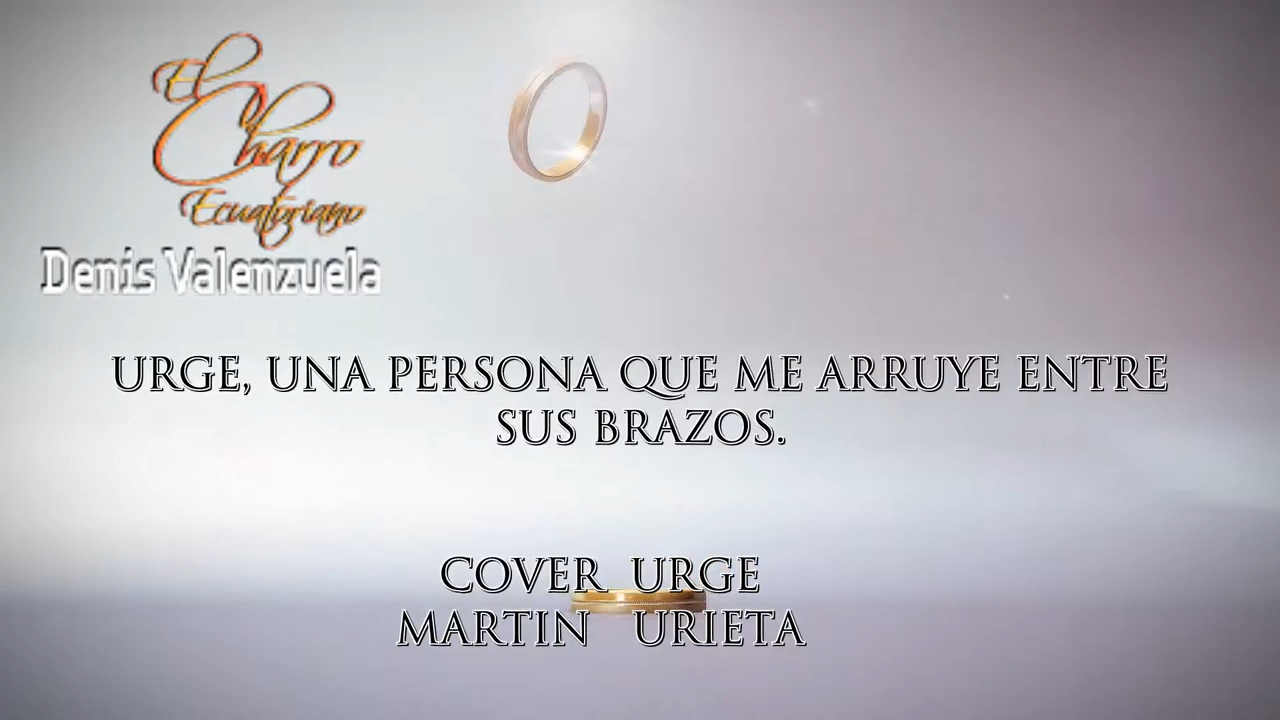 El
Charro
Ecuatoriano
Denis Valenzuela
URGE, UNA PERSONA QUE ME ARRUYE ENTRE
SUS BRAZOS.
COVER URGE
MARTIN URIETA